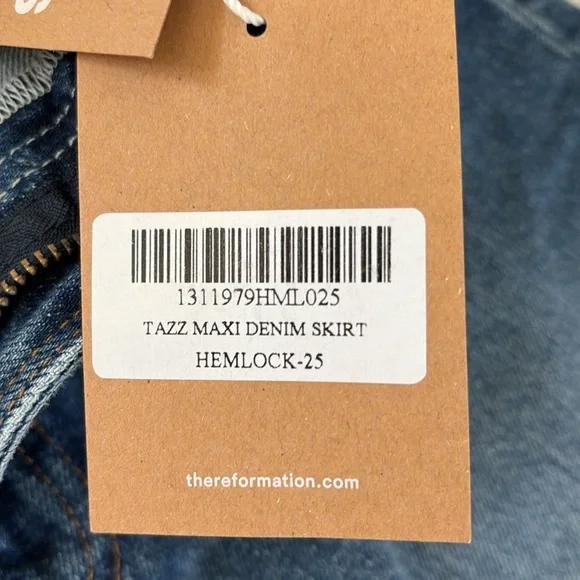 1311979HML025
TAZZ MAXI DENIM SKIRT
HEMLOCK-25
thereformation.com